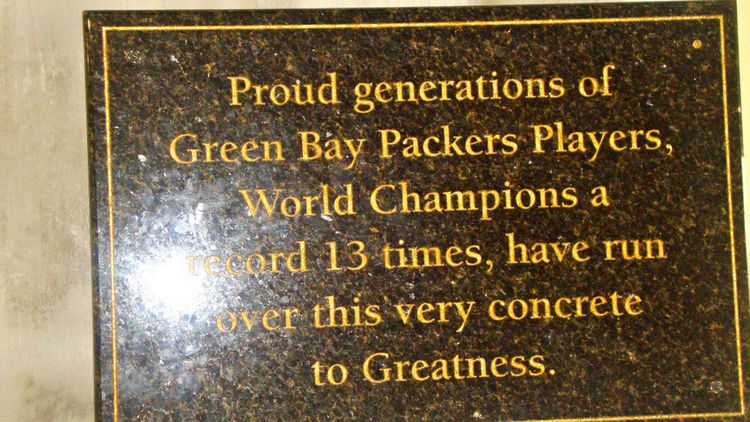 Proud generations of
Green Bay Packers Players,
World Champions a
record 13 times, have run
over this very concrete
to Greatness.